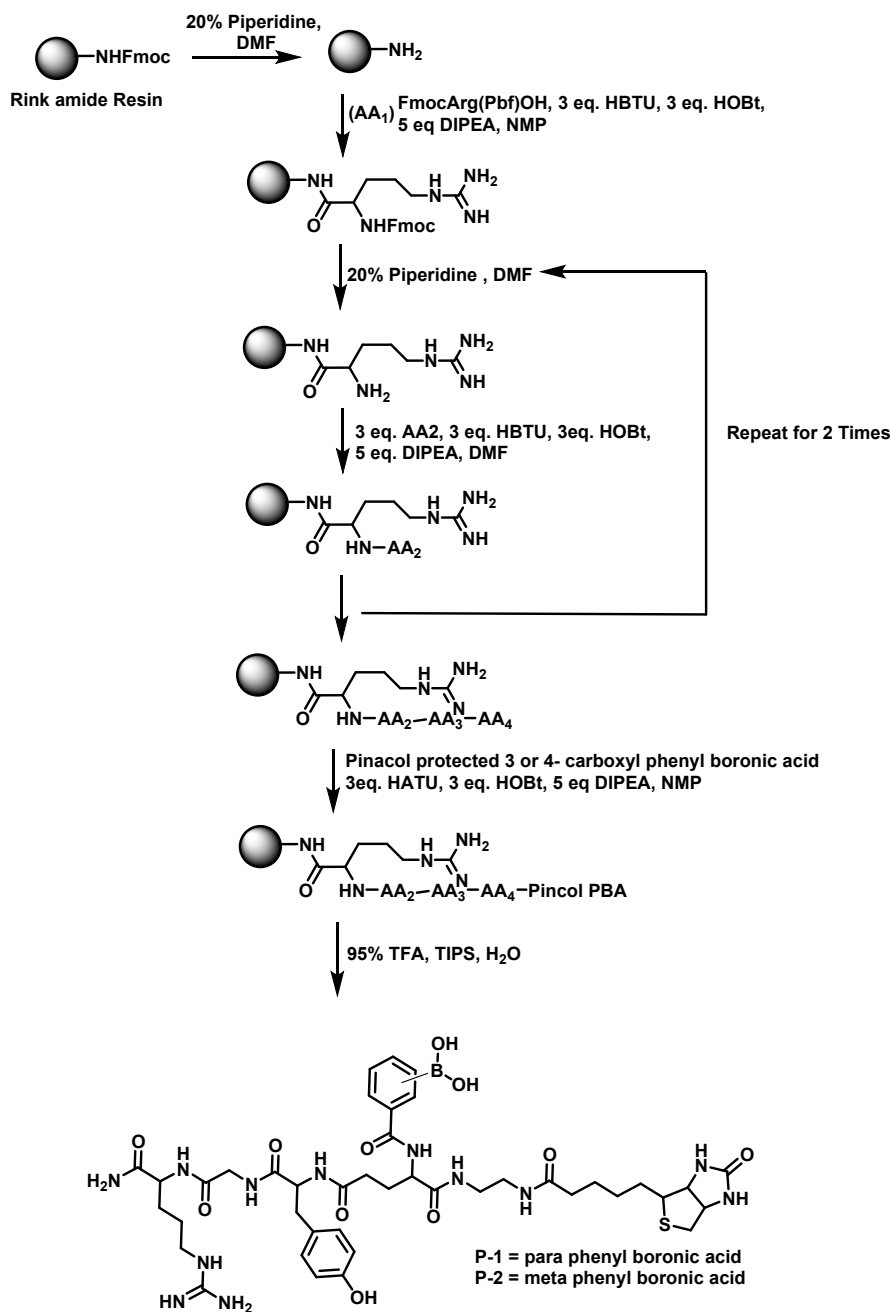 20% Piperidine,
DMF
NHFmoc
NH2
Rink amide Resin
(AA1)
FmocArg(Pbf)OH, 3 eq. HBTU, 3 eq. HOBt,
5 eq DIPEA, NMP
NH
O
NHFmoc
H
N
NH2
NH
20% Piperidine , DMF
NH
O
NH2
H
N
NH2
NH
3 eq. AA2, 3 eq. HBTU, 3eq. HOBt,
5 eq. DIPEA, DMF
Repeat for 2 Times
NH
O
HN AA2
H
N
NH2
NH
NH
O
H
N
NH2
N
HN AA2 AA3 AA4
Pinacol protected 3 or 4- carboxyl phenyl boronic acid
3eq. HATU, 3 eq. HOBt, 5 eq DIPEA, NMP
NH
O
H
N
NH2
N
HN AA2 AA3 AA4 Pincol PBA
95% TFA, TIPS, H2O
OH
B
OH
O
NH
H2N
O
H
N
O
N
H
O
H
N
O
O
H
N
N
H
O
S
HN
NH
O
OH
NH
HN
NH2
P-1 = para phenyl boronic acid
P-2 = meta phenyl boronic acid